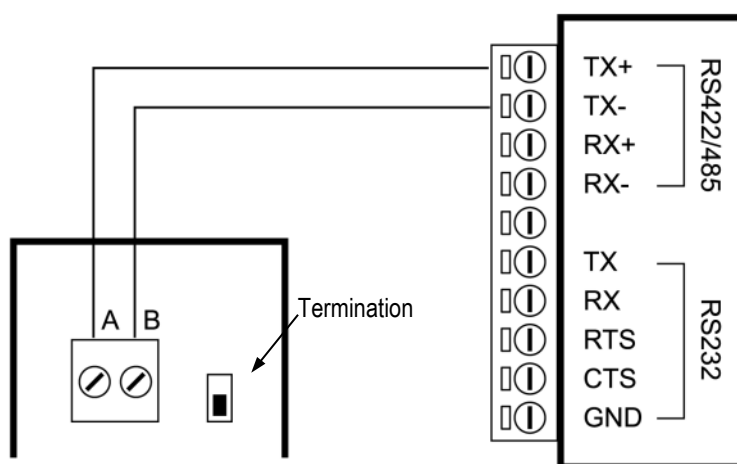 TX+
TX-
RX+
RX-
RS422/485
TX
RX
RTS
CTS
GND
RS232
A B
Termination